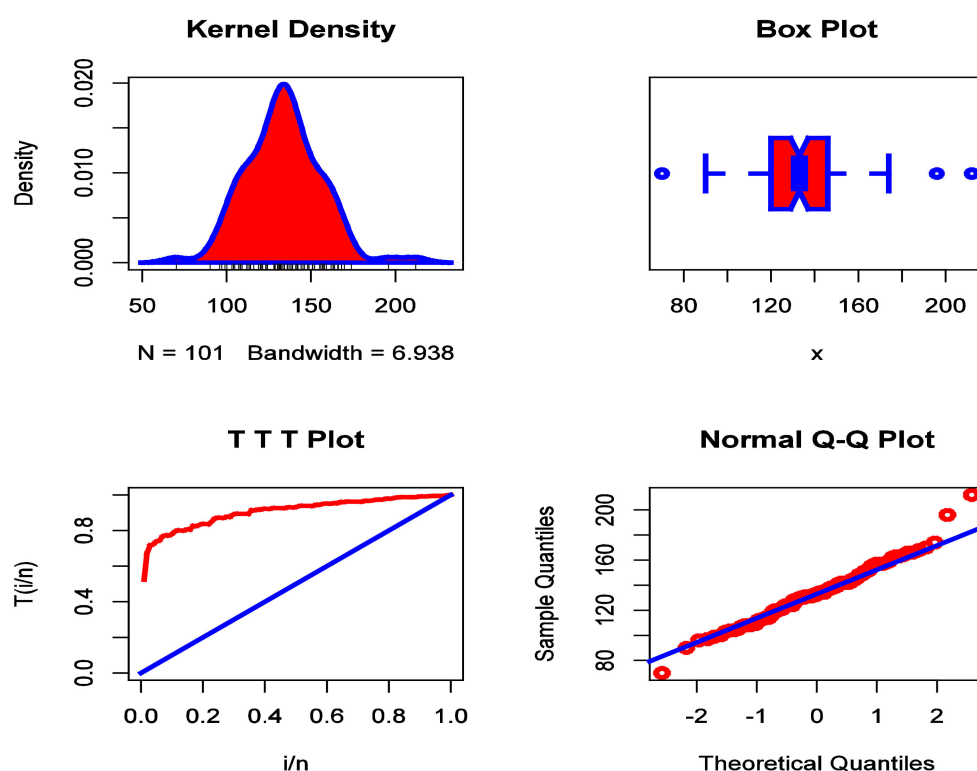 Kernel Density
Density
0.000 0.010 0.020
50 100 150 200
N = 101 Bandwidth = 6.938
Box Plot
80 120 160 200
x
T T T Plot
T(i/n)
0.0 0.4 0.8
0.0 0.2 0.4 0.6 0.8 1.0
i/n
Normal Q-Q Plot
Sample Quantiles
80 120 160 200
-2 -1 0 1 2
Theoretical Quantiles